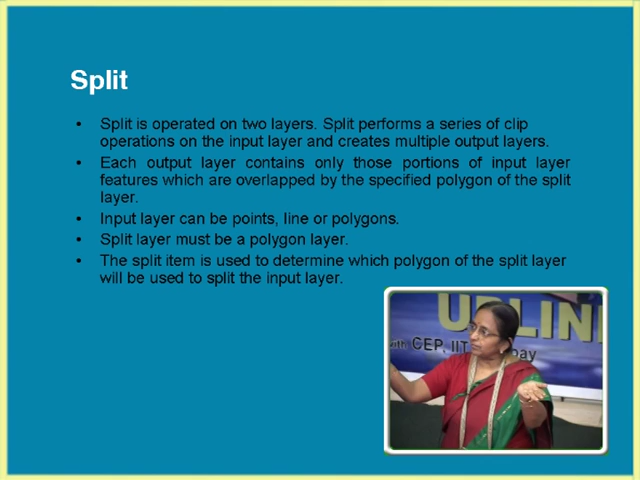 Split
• Split is operated on two layers. Split performs a series of clip
operations on the input layer and creates multiple output layers.
• Each output layer contains only those portions of input layer
features which are overlapped by the specified polygon of the split
layer.
• Input layer can be points, line or polygons.
• Split layer must be a polygon layer.
• The split item is used to determine which polygon of the split layer
will be used to split the input layer.
with CEP, IIT